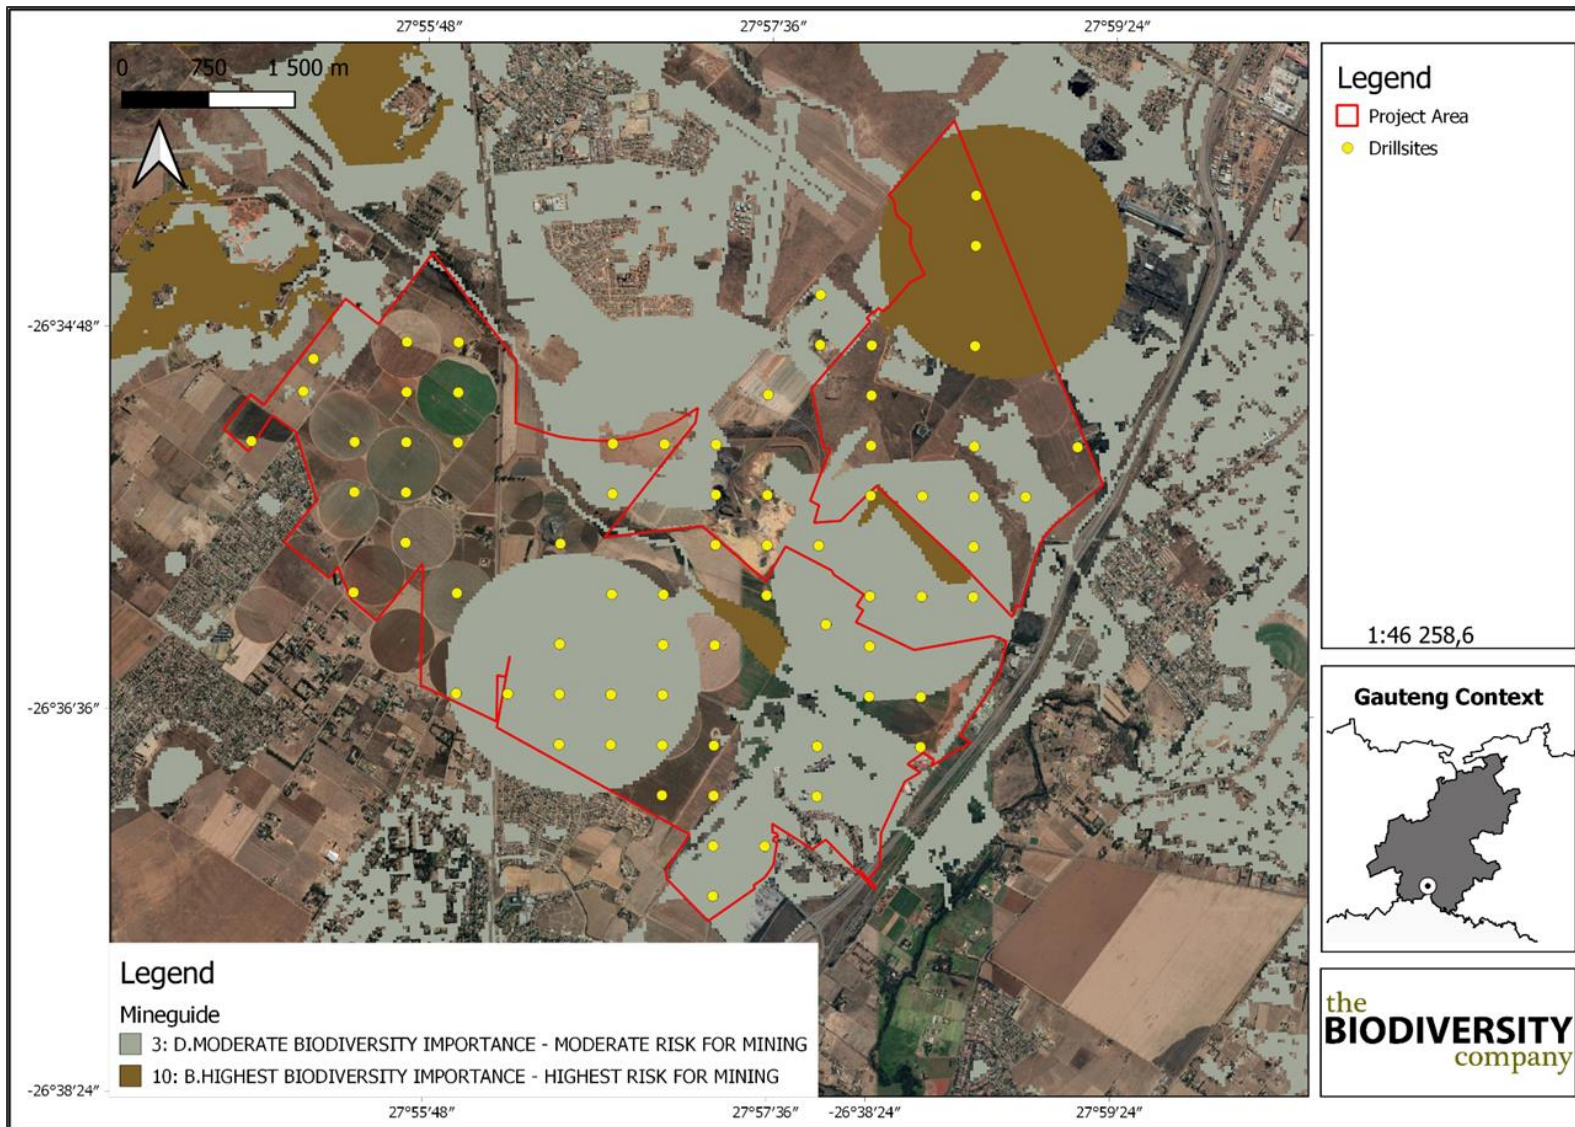 27°55′48″ 27°57′36″ 27°59′24″
0 750 1 500 m
-26°34′48″
-26°36′36″
-26°38′24″
Legend
Mineguide
3: D.MODERATE BIODIVERSITY IMPORTANCE - MODERATE RISK FOR MINING
10: B.HIGHEST BIODIVERSITY IMPORTANCE - HIGHEST RISK FOR MINING
27°55′48″ 27°57′36″ -26°38′24″ 27°59′24″
Legend
Project Area
Drillsites
1:46 258,6
Gauteng Context
the
BIODIVERSITY
company